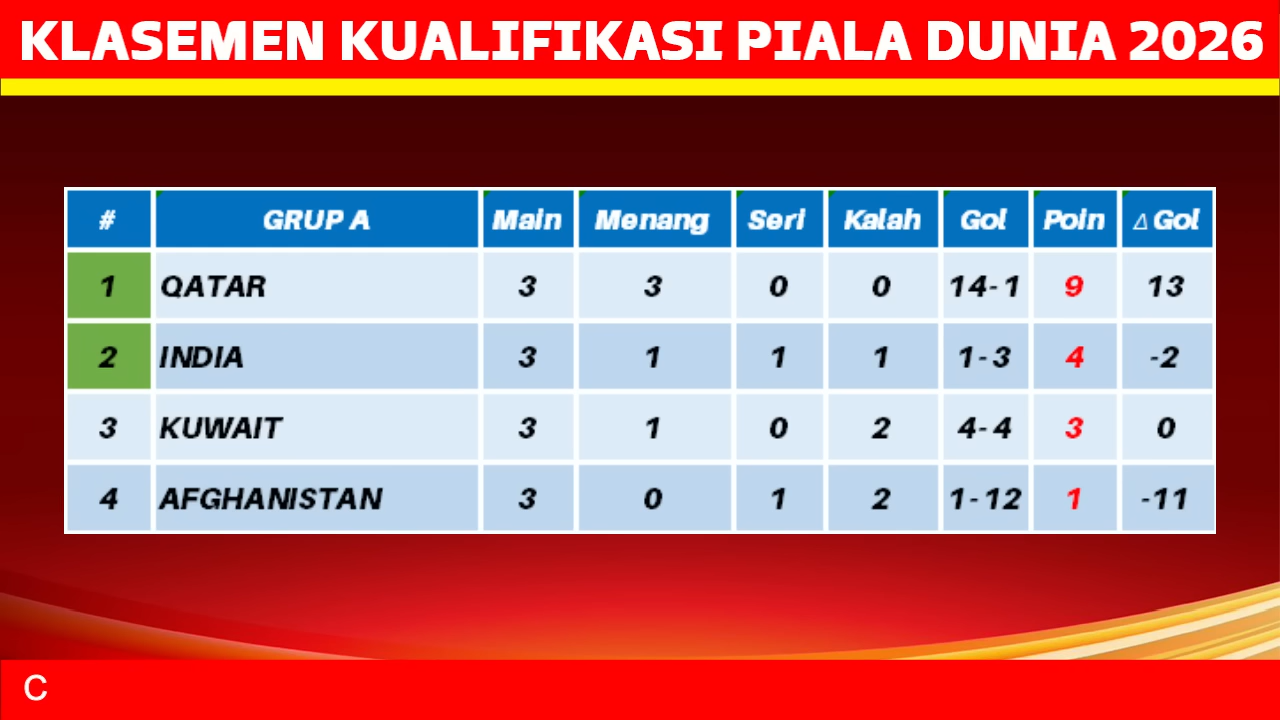 KLASEMEN KUALIFIKASI PIALA DUNIA 2026
# GRUP A Main Menang Seri Kalah Gol Poin Δ Gol
1 QATAR 3 3 0 0 14-1 9 13
2 INDIA 3 1 1 1 1-3 4 -2
3 KUWAIT 3 1 0 2 4-4 3 0
4 AFGHANISTAN 3 0 1 2 1-12 1 -11
C